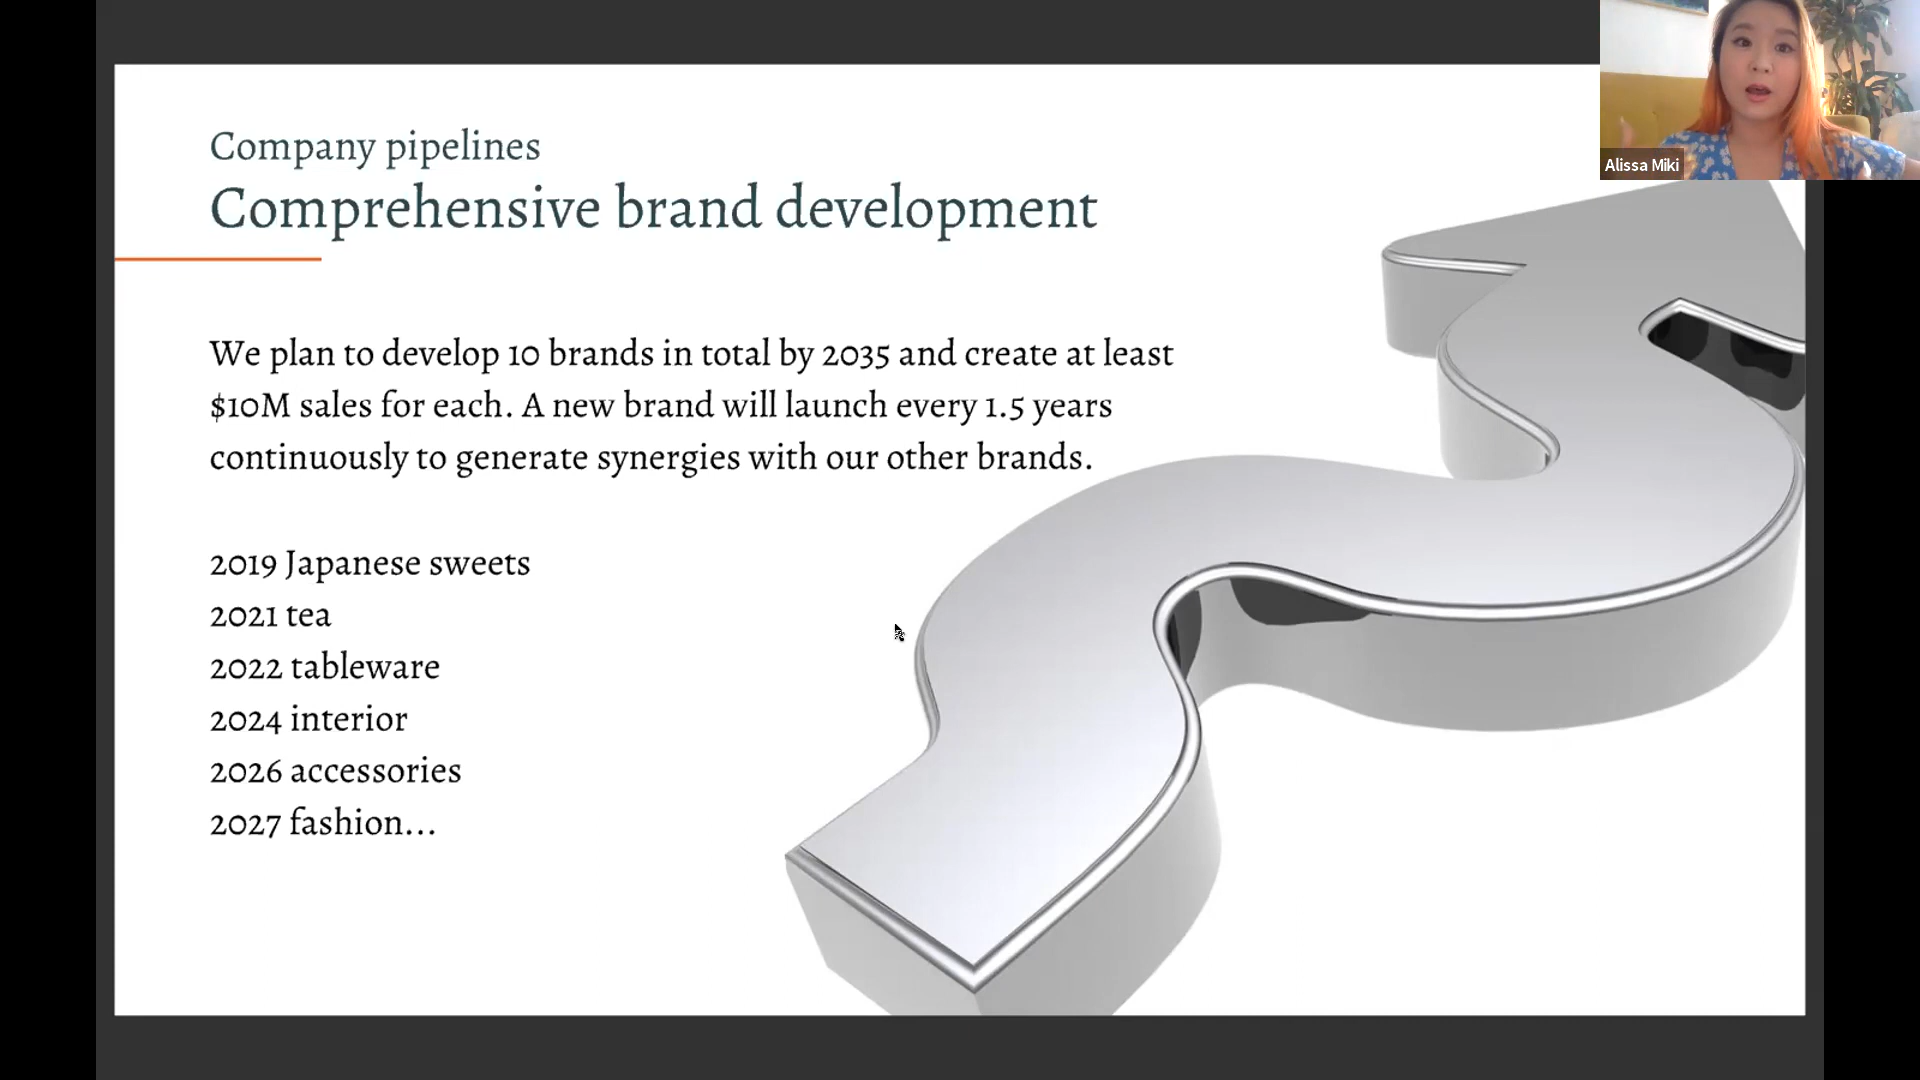 Company pipelines
Comprehensive brand development
We plan to develop 10 brands in total by 2035 and create at least
$10M sales for each. A new brand will launch every 1.5 years
continuously to generate synergies with our other brands.
2019 Japanese sweets
2021 tea
2022 tableware
2024 interior
2026 accessories
2027 fashion...
Alissa Miki